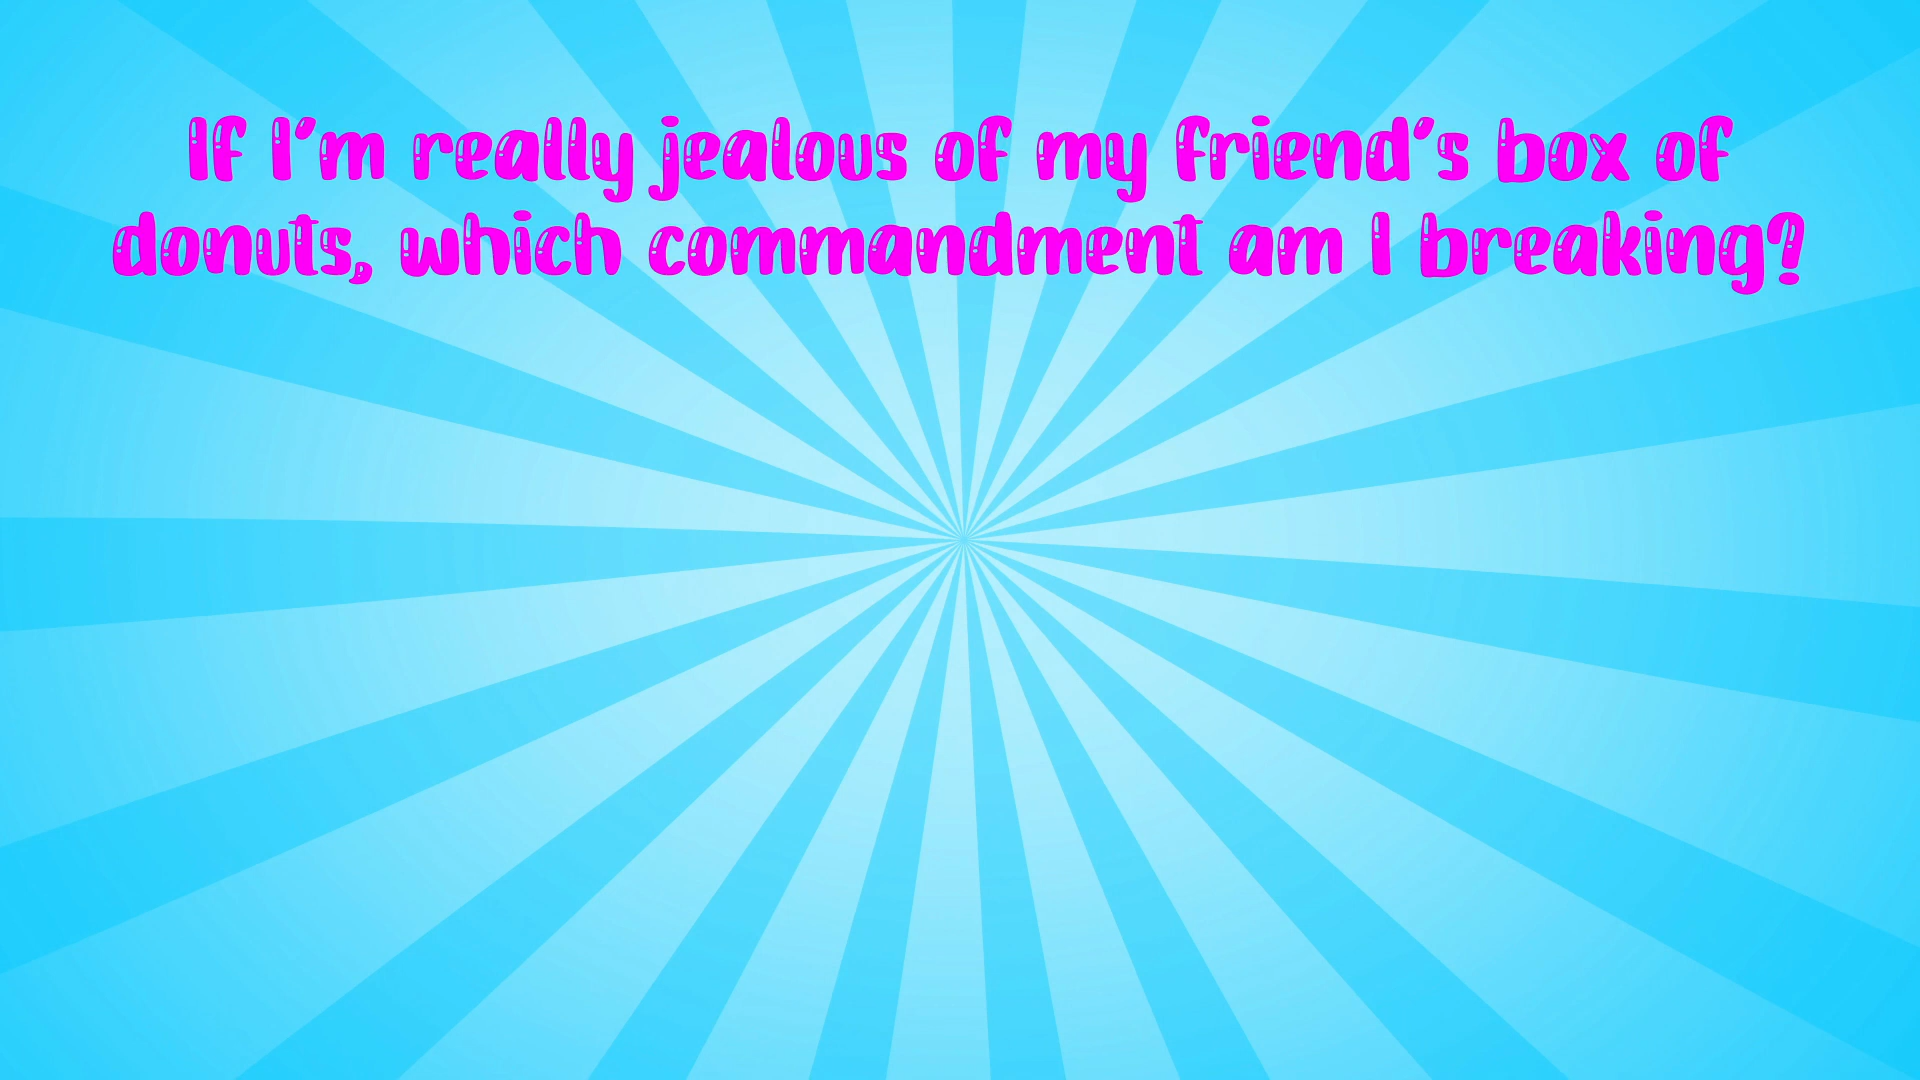 If I'm really jealous of my friend's box of
donuts, which commandment am I breaking?